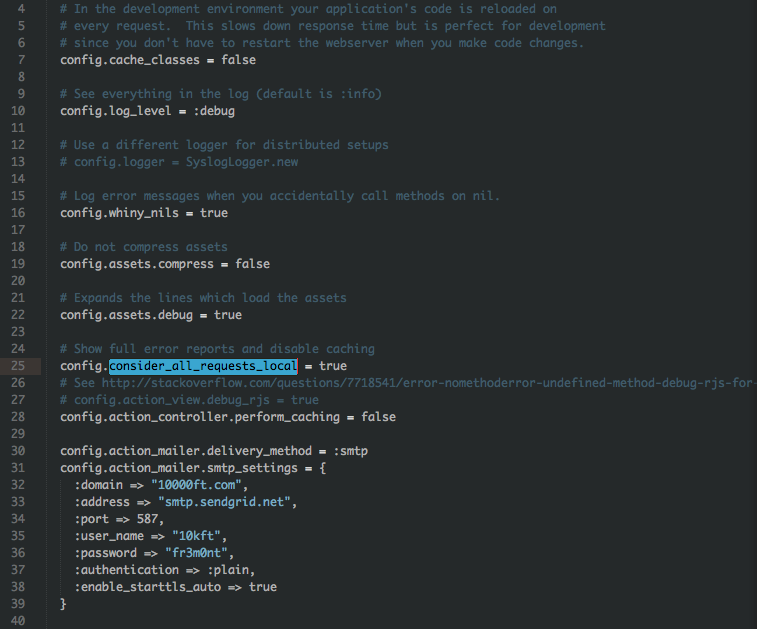 4 # In the development environment your application's code is reloaded on
5 # every request.  This slows down response time but is perfect for development
6 # since you don't have to restart the webserver when you make code changes.
7 config.cache_classes = false
8
9 # See everything in the log (default is :info)
10 config.log_level = :debug
11
12 # Use a different logger for distributed setups
13 # config.logger = SyslogLogger.new
14
15 # Log error messages when you accidentally call methods on nil.
16 config.whiny_nils = true
17
18 # Do not compress assets
19 config.assets.compress = false
20
21 # Expands the lines which load the assets
22 config.assets.debug = true
23
24 # Show full error reports and disable caching
25 config.consider_all_requests_local = true
26 # See http://stackoverflow.com/questions/7718541/error-nomethoderror-undefined-method-debug-rjs-for-
27 # config.action_view.debug_rjs = true
28 config.action_controller.perform_caching = false
29
30 config.action_mailer.delivery_method = :smtp
31 config.action_mailer.smtp_settings = {
32   :domain => "10000ft.com",
33   :address => "smtp.sendgrid.net",
34   :port => 587,
35   :user_name => "10kft",
36   :password => "fr3m0nt",
37   :authentication => :plain,
38   :enable_starttls_auto => true
39 }
40